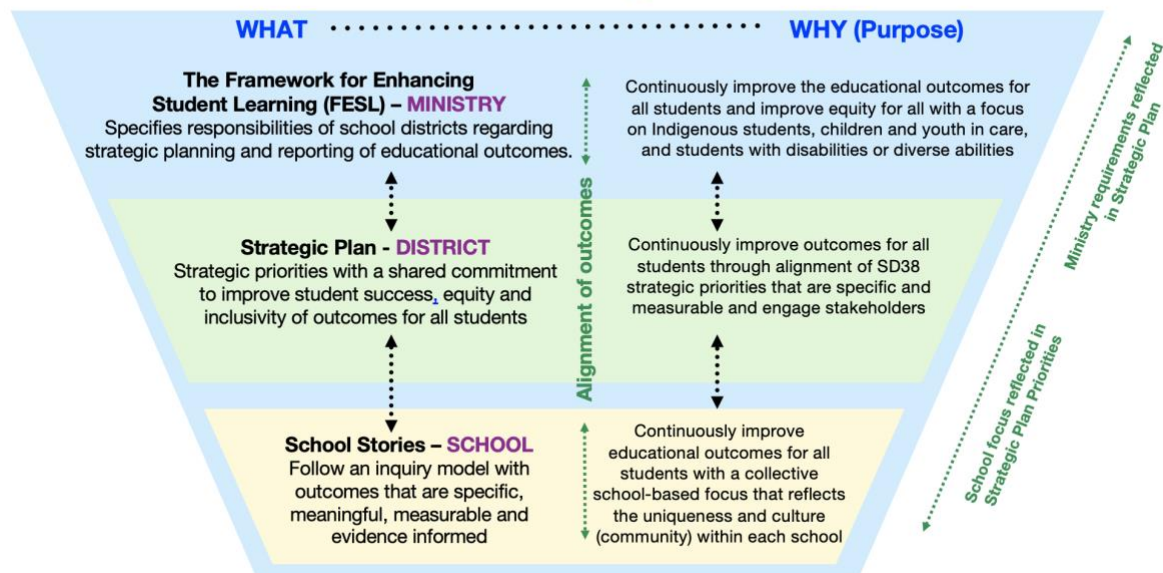 WHAT
WHY (Purpose)
The Framework for Enhancing
Student Learning (FESL) – MINISTRY
Specifies responsibilities of school districts regarding
strategic planning and reporting of educational outcomes.
Continuously improve the educational outcomes for
all students and improve equity for all with a focus
on Indigenous students, children and youth in care,
and students with disabilities or diverse abilities
Strategic Plan - DISTRICT
Strategic priorities with a shared commitment
to improve student success, equity and
inclusivity of outcomes for all students
Continuously improve outcomes for all
students through alignment of SD38
strategic priorities that are specific and
measurable and engage stakeholders
School Stories – SCHOOL
Follow an inquiry model with
outcomes that are specific,
meaningful, measurable and
evidence informed
Continuously improve
educational outcomes for all
students with a collective
school-based focus that reflects
the uniqueness and culture
(community) within each school
Alignment of outcomes
Ministry requirements reflected
in Strategic Plan
School focus reflected in
Strategic Plan Priorities